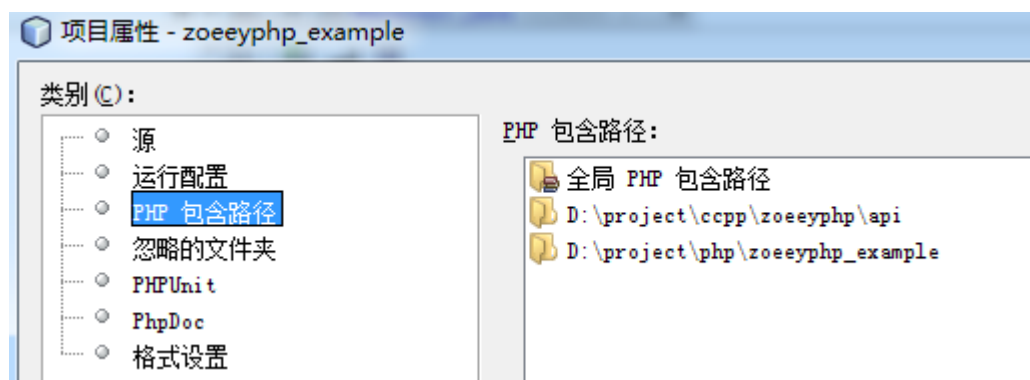 项目属性 - zoeeyphp_example
类别(C):
源
运行配置
PHP 包含路径
忽略的文件夹
PHPUnit
PhpDoc
格式设置
PHP 包含路径:
全局 PHP 包含路径
D:\project\ccpp\zoeeyphp\api
D:\project\php\zoeeyphp_example